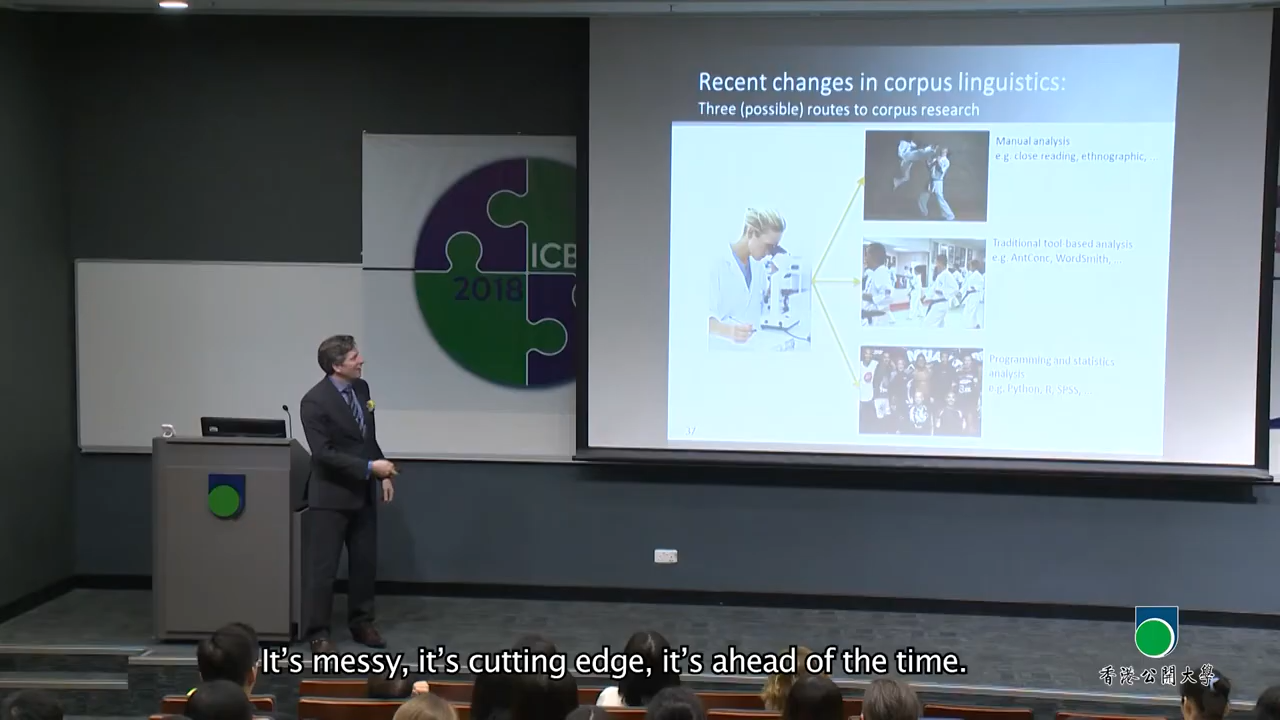 Recent changes in corpus linguistics:
Three (possible) routes to corpus research
Manual analysis
e.g. close reading, ethnographic, ...
Traditional tool-based analysis
e.g. AntConc, WordSmith, ...
Programming and statistics
analysis
e.g. Python, R, SPSS, ...
37
ICB
2018
It's messy, it's cutting edge, it's ahead of the time.
香港公開大學